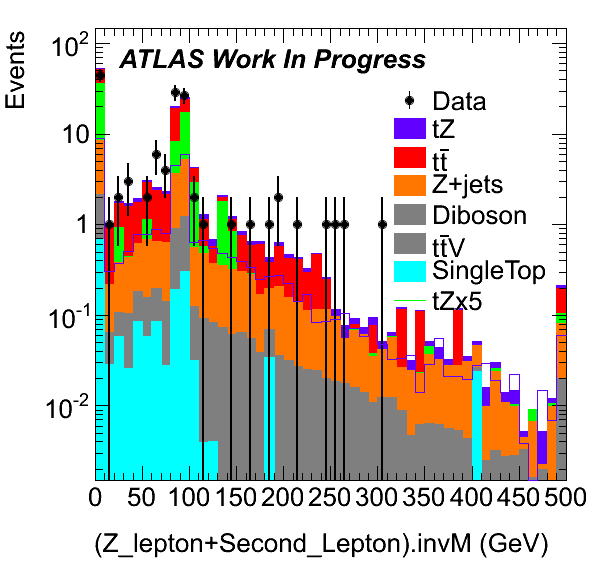 Events
10²
10
1
10⁻¹
10⁻²
ATLAS Work In Progress
Data
tZ
tt̄
Z+jets
Diboson
tt̄V
SingleTop
tZx5
0 50 100 150 200 250 300 350 400 450 500
(Z_lepton+Second_Lepton).invM (GeV)